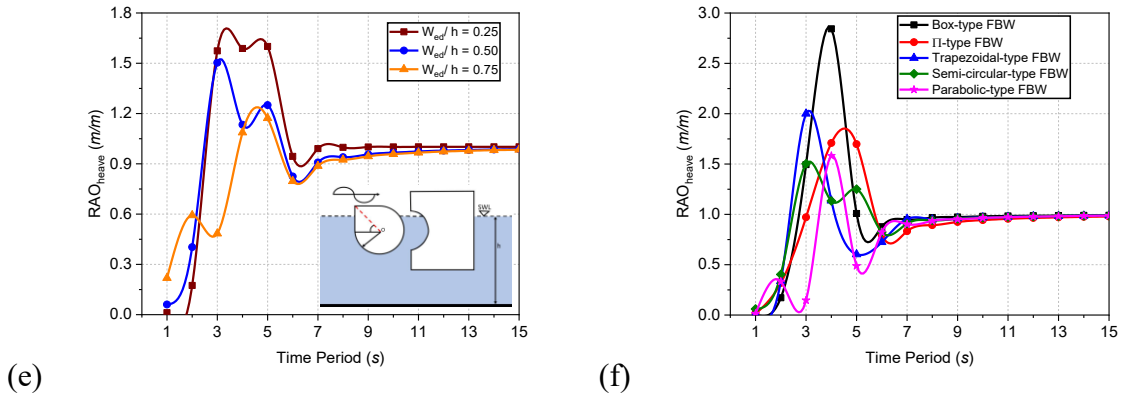 1.8
1.5
1.2
0.9
0.6
0.3
0.0
RAO_heave (m/m)
W_ed/ h = 0.25
W_ed/ h = 0.50
W_ed/ h = 0.75
SWL
h
1 3 5 7 9 11 13 15
Time Period (s)
(e)
3.0
2.5
2.0
1.5
1.0
0.5
0.0
RAO_heave (m/m)
Box-type FBW
Π-type FBW
Trapezoidal-type FBW
Semi-circular-type FBW
Parabolic-type FBW
1 3 5 7 9 11 13 15
Time Period (s)
(f)